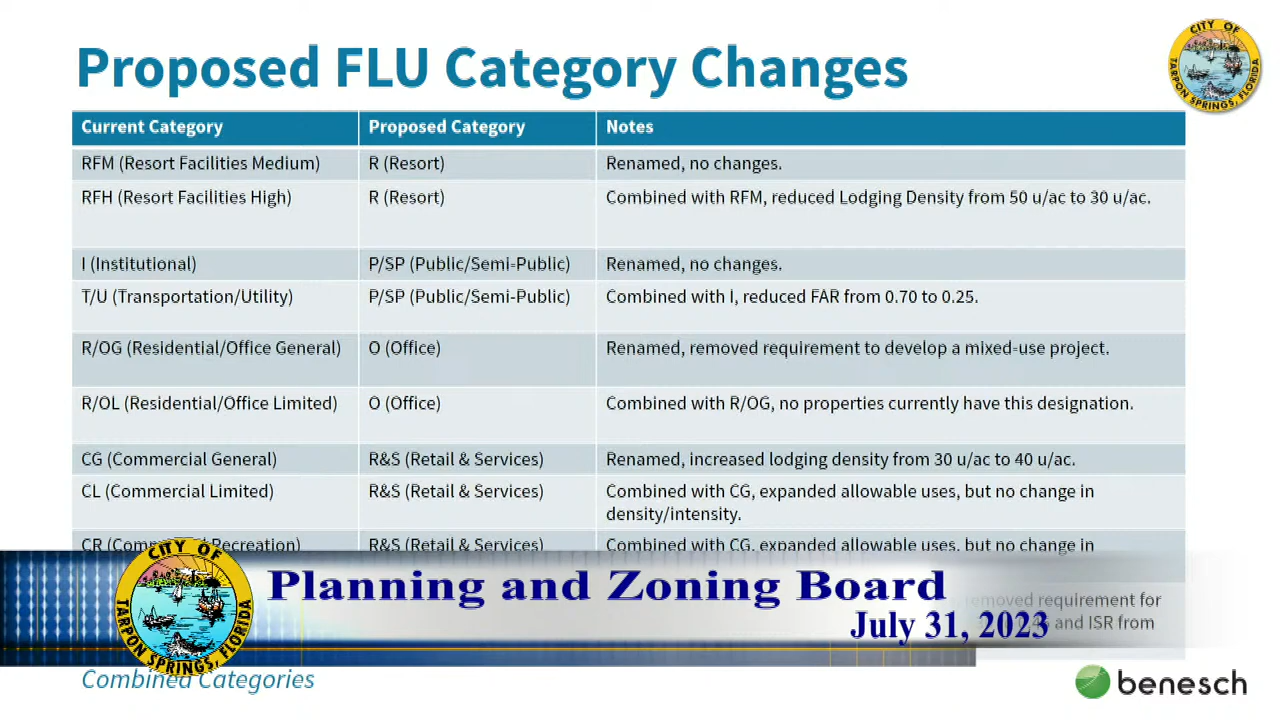 Proposed FLU Category Changes
CITY OF
TARPON SPRINGS, FLORIDA
Current Category Proposed Category Notes
RFM (Resort Facilities Medium) R (Resort) Renamed, no changes.
RFH (Resort Facilities High) R (Resort) Combined with RFM, reduced Lodging Density from 50 u/ac to 30 u/ac.
I (Institutional) P/SP (Public/Semi-Public) Renamed, no changes.
T/U (Transportation/Utility) P/SP (Public/Semi-Public) Combined with I, reduced FAR from 0.70 to 0.25.
R/OG (Residential/Office General) O (Office) Renamed, removed requirement to develop a mixed-use project.
R/OL (Residential/Office Limited) O (Office) Combined with R/OG, no properties currently have this designation.
CG (Commercial General) R&S (Retail & Services) Renamed, increased lodging density from 30 u/ac to 40 u/ac.
CL (Commercial Limited) R&S (Retail & Services) Combined with CG, expanded allowable uses, but no change in
density/intensity.
CR Recreation) R&S (Retail & Services) Combined with CG, expanded allowable uses, but no change in
removed requirement for
and ISR from
CITY OF
TARPON SPRINGS, FLORIDA
Planning and Zoning Board
July 31, 2023
Combined Categories
benesch